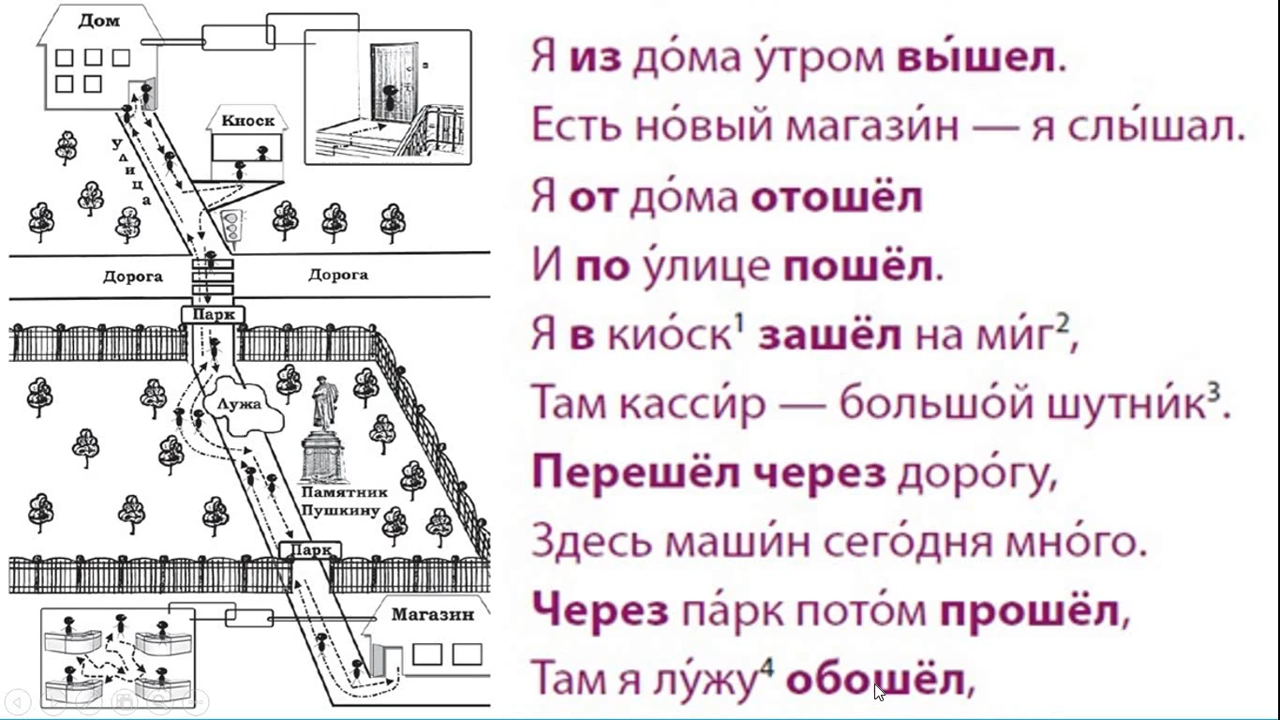 Дом
Киоск
Улица
Дорога
Дорога
Парк
Лужа
Памятник
Пушкину
Парк
Магазин
Я из до́ма у́тром вы́шел.
Есть но́вый магази́н — я слы́шал.
Я от до́ма отошёл
И по у́лице пошёл.
Я в кио́ск¹ зашёл на ми́г²,
Там касси́р — большо́й шутни́к³.
Перешёл через доро́гу,
Здесь маши́н сего́дня мно́го.
Через па́рк пото́м прошёл,
Там я лу́жу⁴ обошёл,